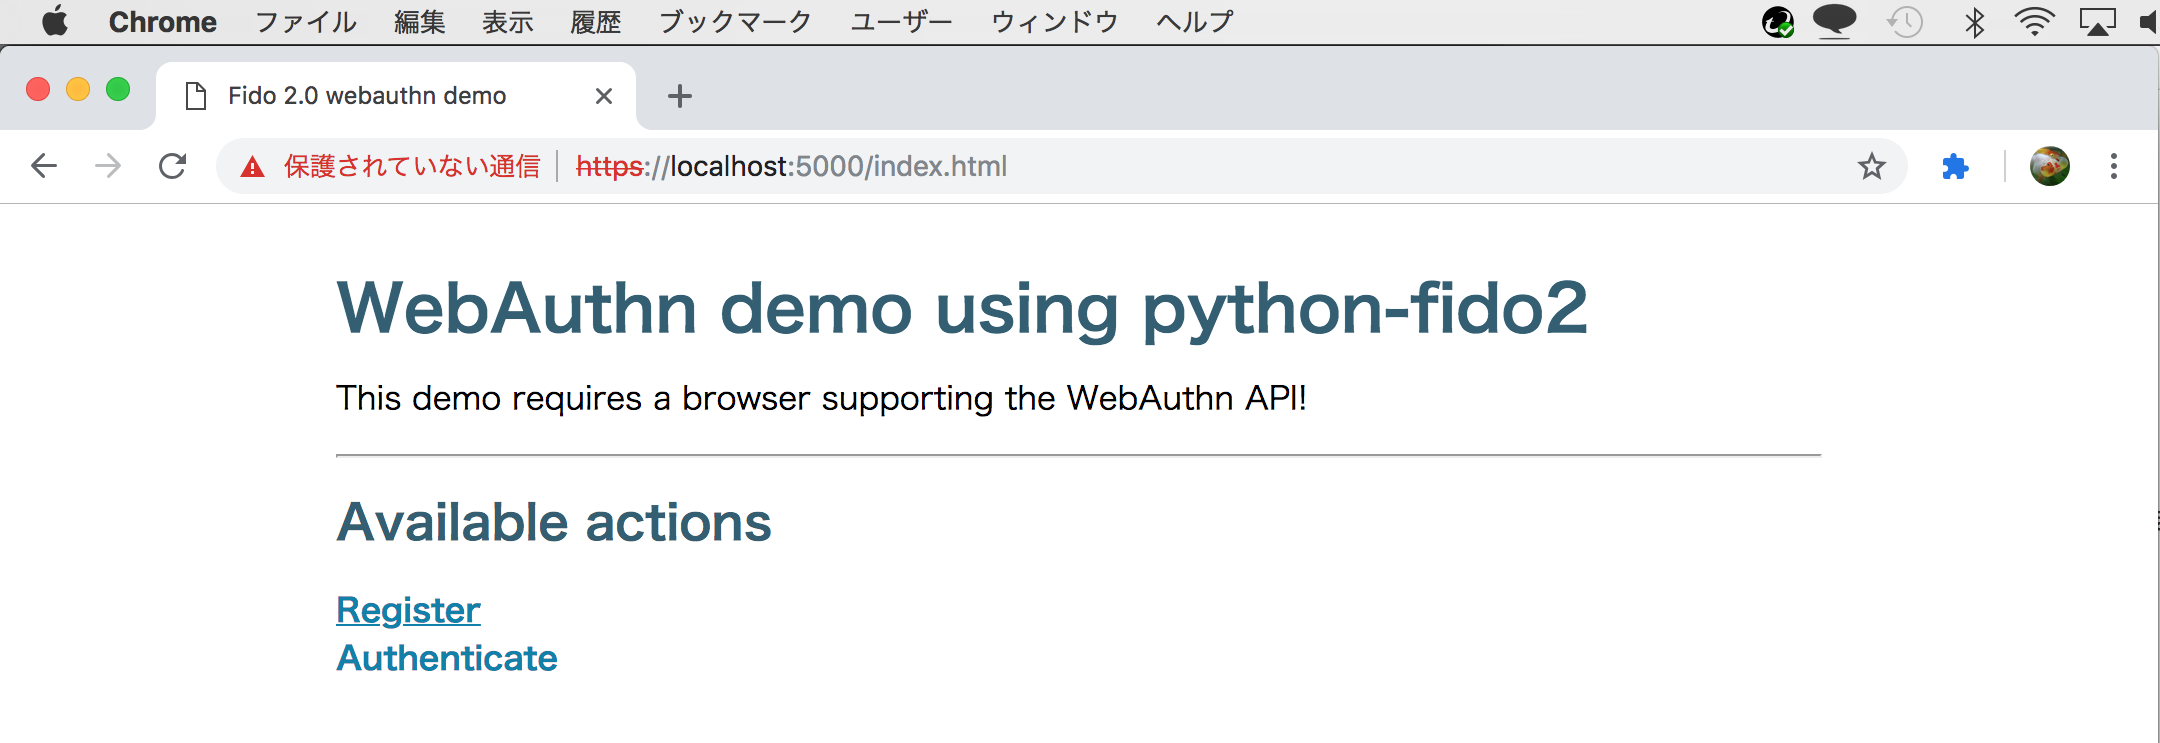 Chrome ファイル 編集 表示 履歴 ブックマーク ユーザー ウィンドウ ヘルプ
Fido 2.0 webauthn demo
保護されていない通信 https://localhost:5000/index.html
WebAuthn demo using python-fido2
This demo requires a browser supporting the WebAuthn API!
Available actions
Register
Authenticate